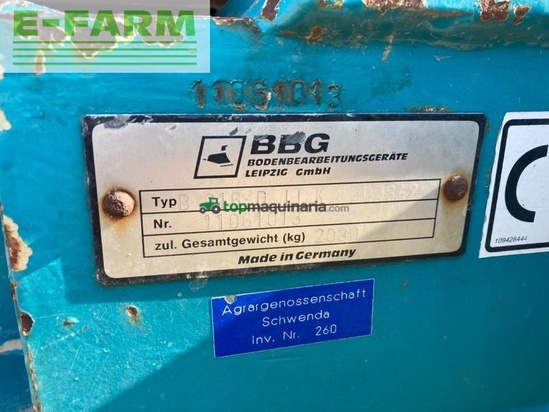 E-FARM
11061013
BBG
BODENBEARBEITUNGSGERÄTE
LEIPZIG GmbH
Typ
topmaquinaria.com
Nr.
zul. Gesamtgewicht (kg)
Made in Germany
109428444
Agrargenossenschaft
Schwenda
Inv. Nr. 260